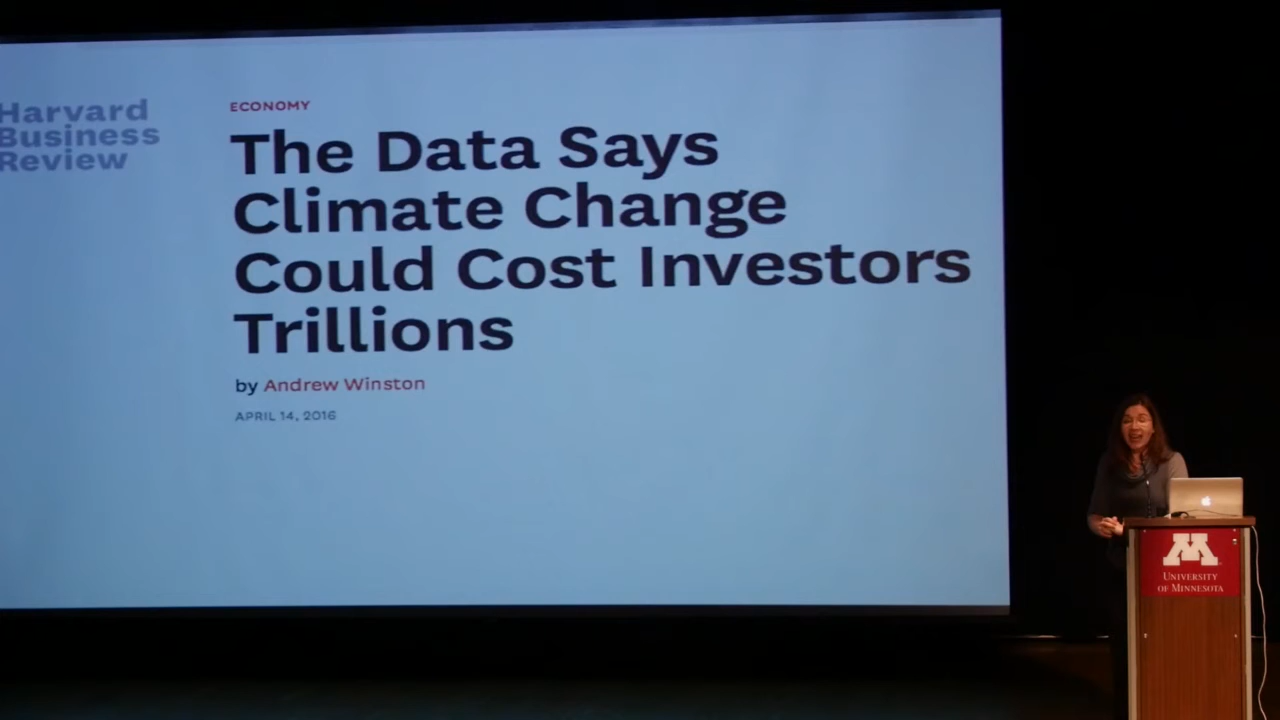 Harvard
Business
Review
ECONOMY
The Data Says
Climate Change
Could Cost Investors
Trillions
by Andrew Winston
APRIL 14, 2016
M
UNIVERSITY
OF MINNESOTA